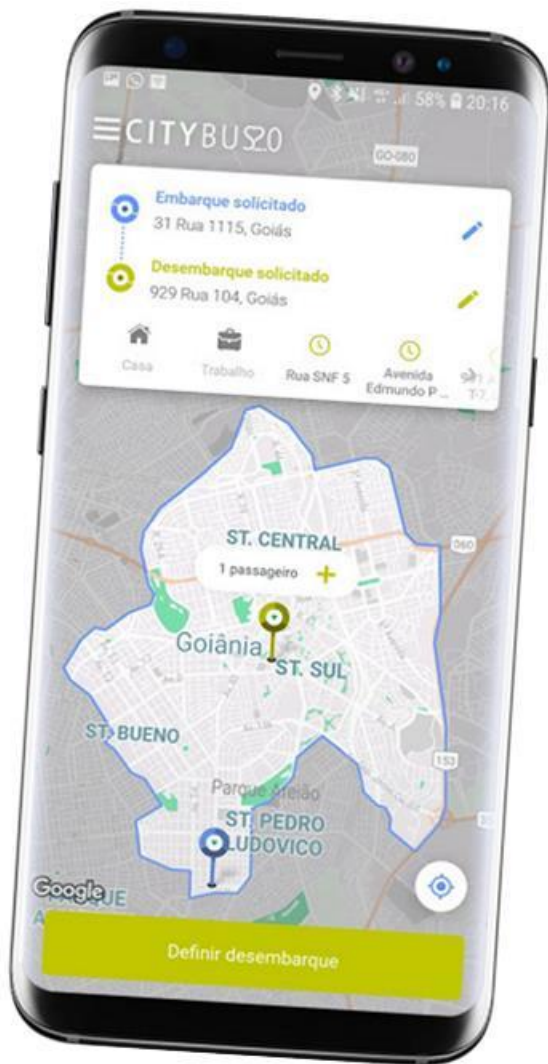 58% 20:16
CITYBUS2.0
GO-080
Embarque solicitado
31 Rua 1115, Goiás
Desembarque solicitado
929 Rua 104, Goiás
Casa
Trabalho
Rua SNF 5
Avenida
Edmundo P...
060
ST. CENTRAL
1 passageiro +
Goiânia
ST. SUL
ST. BUENO
153
Parque Areião
ST. PEDRO
LUDOVICO
Google
Definir desembarque